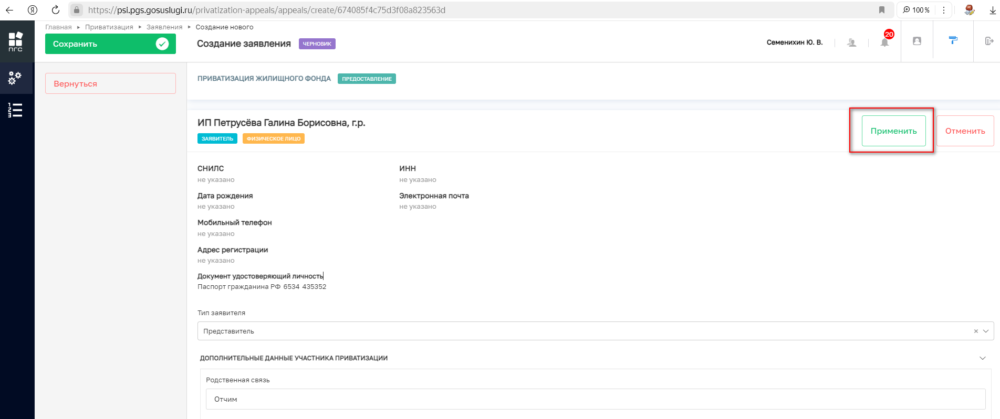 https://psi.pgs.gosuslugi.ru/privatization-appeals/appeals/create/674085f4c75d3f08a823563d
100%
Главная ▸ Приватизация ▸ Заявления ▸ Создание нового
ПГС
Сохранить
Создание заявления ЧЕРНОВИК
Семенихин Ю. В.
20
Вернуться
ПРИВАТИЗАЦИЯ ЖИЛИЩНОГО ФОНДА ПРЕДОСТАВЛЕНИЕ
ИП Петрусёва Галина Борисовна, г.р.
ЗАЯВИТЕЛЬ ФИЗИЧЕСКОЕ ЛИЦО
Применить
Отменить
СНИЛС
не указано
ИНН
не указано
Дата рождения
не указано
Электронная почта
не указано
Мобильный телефон
не указано
Адрес регистрации
не указано
Документ удостоверяющий личность
Паспорт гражданина РФ 6534 435352
Тип заявителя
Представитель
ДОПОЛНИТЕЛЬНЫЕ ДАННЫЕ УЧАСТНИКА ПРИВАТИЗАЦИИ
Родственная связь
Отчим